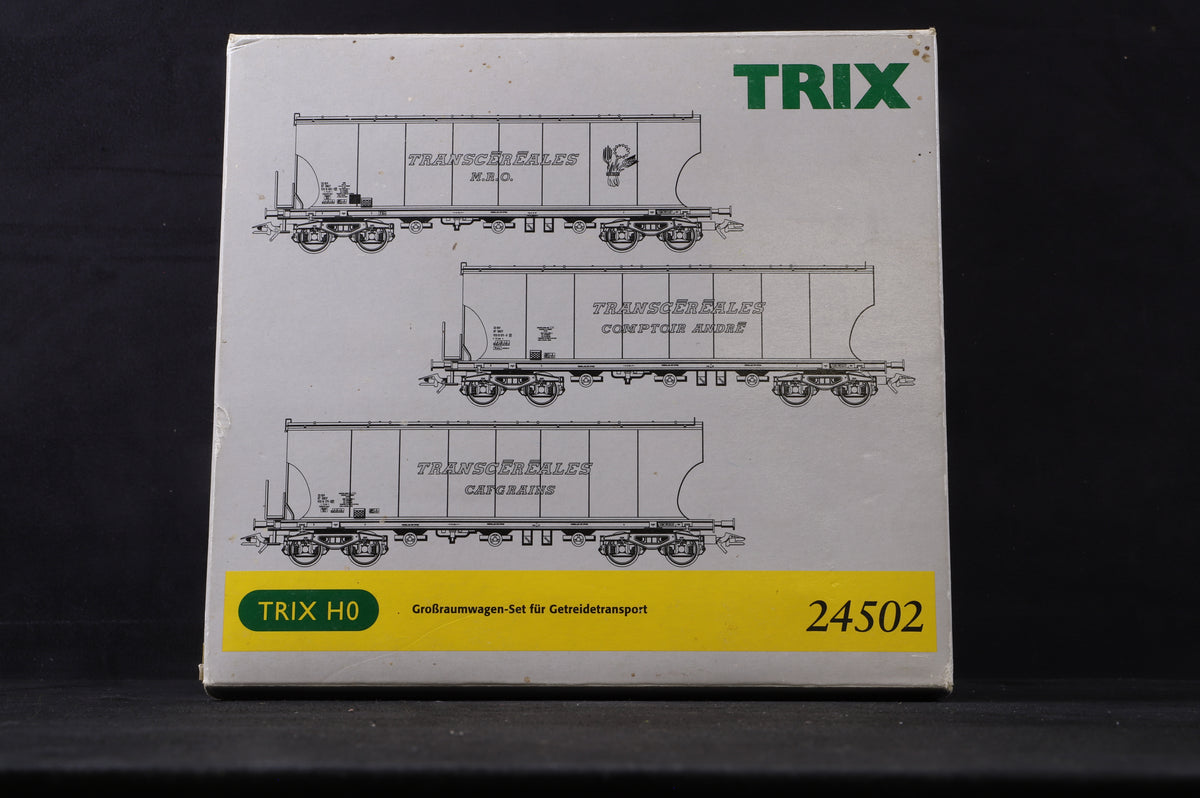 TRIX
TRANSCÉRÉALES
M.R.O.
TRANSCÉRÉALES
COMPTOIR ANDRÉ
TRANSCÉRÉALES
CAFGRAINS
TRIX H0
Großraumwagen-Set für Getreidetransport
24502